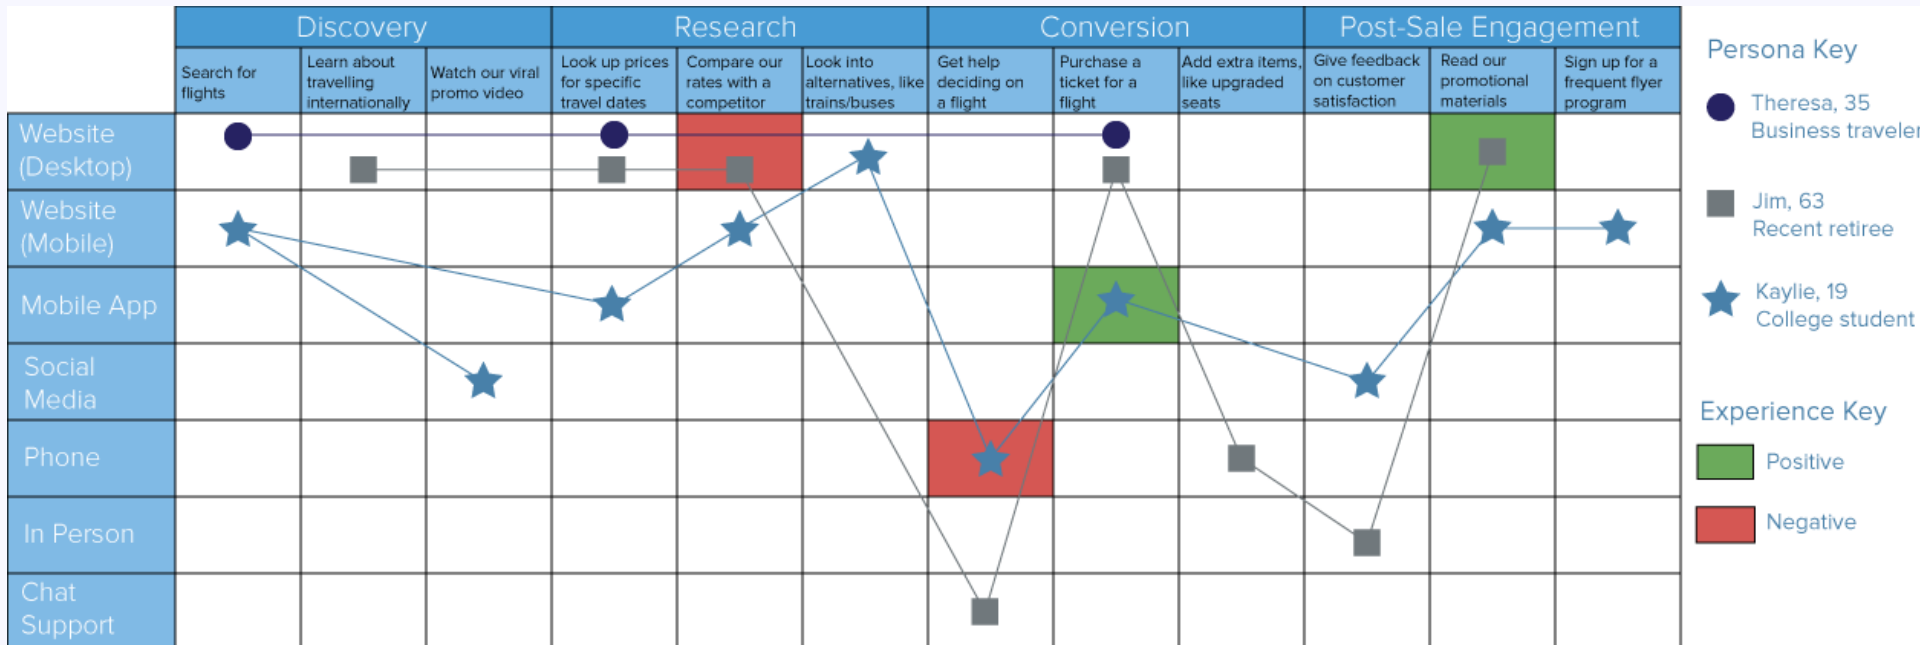 Discovery
Research
Conversion
Post-Sale Engagement
Search for
flights
Learn about
travelling
internationally
Watch our viral
promo video
Look up prices
for specific
travel dates
Compare our
rates with a
competitor
Look into
alternatives, like
trains/buses
Get help
deciding on
a flight
Purchase a
ticket for a
flight
Add extra items,
like upgraded
seats
Give feedback
on customer
satisfaction
Read our
promotional
materials
Sign up for a
frequent flyer
program
Website
(Desktop)
Website
(Mobile)
Mobile App
Social
Media
Phone
In Person
Chat
Support
Persona Key
Theresa, 35
Business traveler
Jim, 63
Recent retiree
Kaylie, 19
College student
Experience Key
Positive
Negative